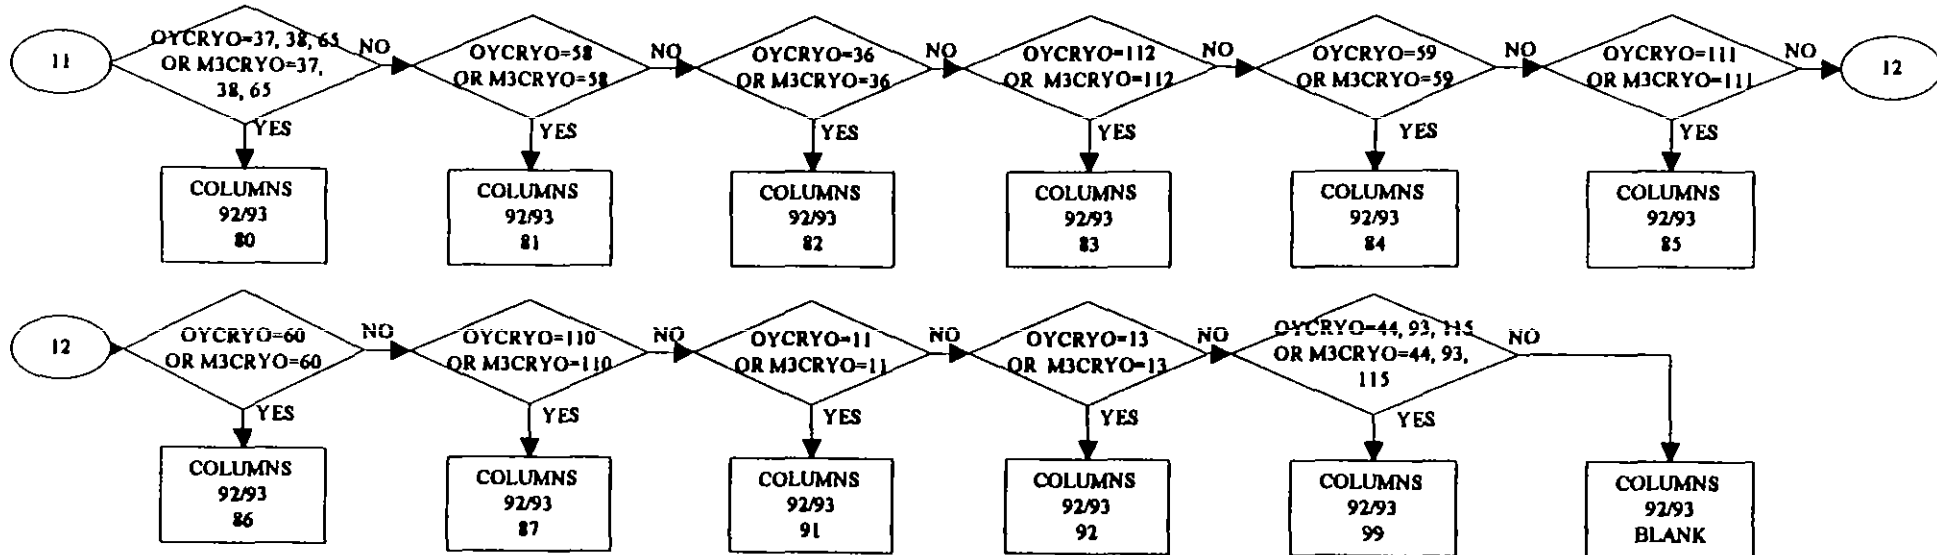 11
OYCRYO=37, 38, 65
OR M3CRYO=37,
38, 65
NO
YES
COLUMNS
92/93
80
OYCRYO=58
OR M3CRYO=58
NO
YES
COLUMNS
92/93
81
OYCRYO=36
OR M3CRYO=36
NO
YES
COLUMNS
92/93
82
OYCRYO=112
OR M3CRYO=112
NO
YES
COLUMNS
92/93
83
OYCRYO=59
OR M3CRYO=59
NO
YES
COLUMNS
92/93
84
OYCRYO=111
OR M3CRYO=111
NO
YES
COLUMNS
92/93
85
12
12
OYCRYO=60
OR M3CRYO=60
NO
YES
COLUMNS
92/93
86
OYCRYO=110
OR M3CRYO=110
NO
YES
COLUMNS
92/93
87
OYCRYO=11
OR M3CRYO=11
NO
YES
COLUMNS
92/93
91
OYCRYO=13
OR M3CRYO=13
NO
YES
COLUMNS
92/93
92
OYCRYO=44, 93, 115
OR M3CRYO=44, 93,
115
NO
YES
COLUMNS
92/93
99
COLUMNS
92/93
BLANK